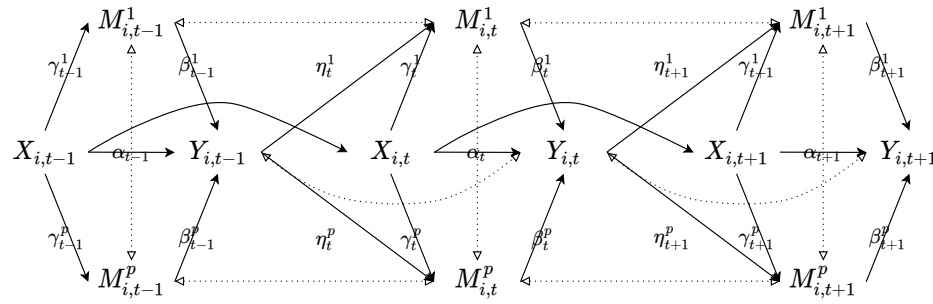 M^1_{i,t−1} M^1_{i,t} M^1_{i,t+1}
γ^1_{t−1} β^1_{t−1} η^1_t γ^1_t β^1_t η^1_{t+1} γ^1_{t+1} β^1_{t+1}
X_{i,t−1} α_{t−1} Y_{i,t−1} X_{i,t} α_t Y_{i,t} X_{i,t+1} α_{t+1} Y_{i,t+1}
γ^p_{t−1} β^p_{t−1} η^p_t γ^p_t β^p_t η^p_{t+1} γ^p_{t+1} β^p_{t+1}
M^p_{i,t−1} M^p_{i,t} M^p_{i,t+1}